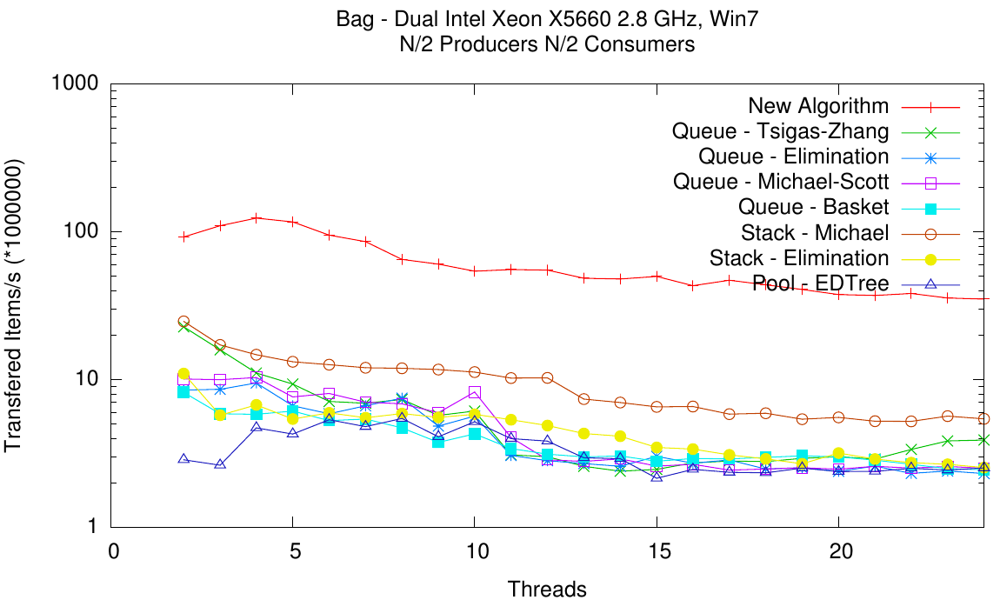 Bag - Dual Intel Xeon X5660 2.8 GHz, Win7
N/2 Producers N/2 Consumers
Transfered Items/s (*1000000)
1000
100
10
1
New Algorithm
Queue - Tsigas-Zhang
Queue - Elimination
Queue - Michael-Scott
Queue - Basket
Stack - Michael
Stack - Elimination
Pool - EDTree
0 5 10 15 20
Threads